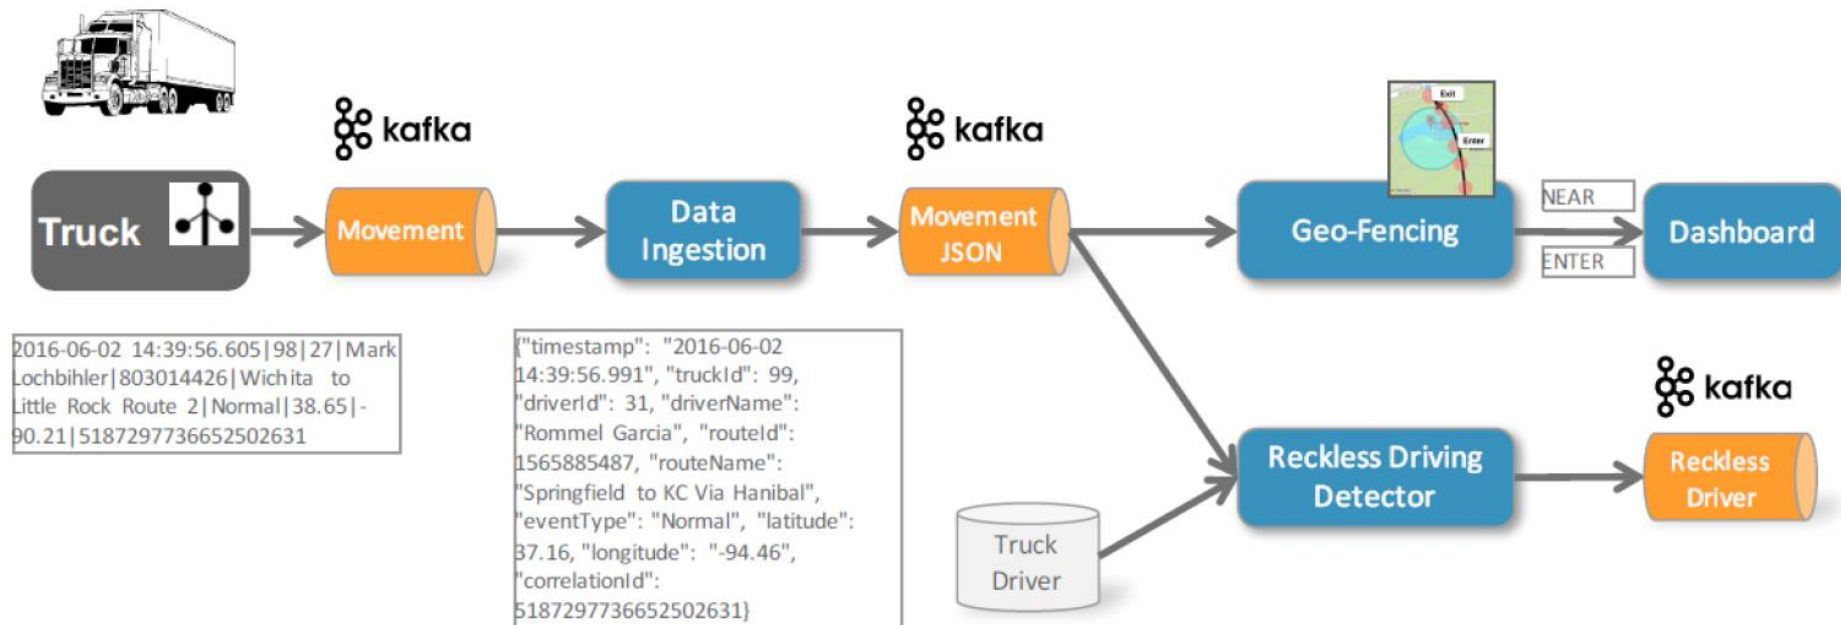 kafka
kafka
Exit
Enter
Truck
Movement
Data
Ingestion
Movement
JSON
Geo-Fencing
NEAR
ENTER
Dashboard
2016-06-02 14:39:56.605|98|27|Mark
Lochbihler|803014426|Wichita to
Little Rock Route 2|Normal|38.65|-
90.21|5187297736652502631
{"timestamp": "2016-06-02
14:39:56.991", "truckId": 99,
"driverId": 31, "driverName":
"Rommel Garcia", "routeId":
1565885487, "routeName":
"Springfield to KC Via Hanibal",
"eventType": "Normal", "latitude":
37.16, "longitude": "-94.46",
"correlationId":
5187297736652502631}
kafka
Reckless Driving
Detector
Reckless
Driver
Truck
Driver